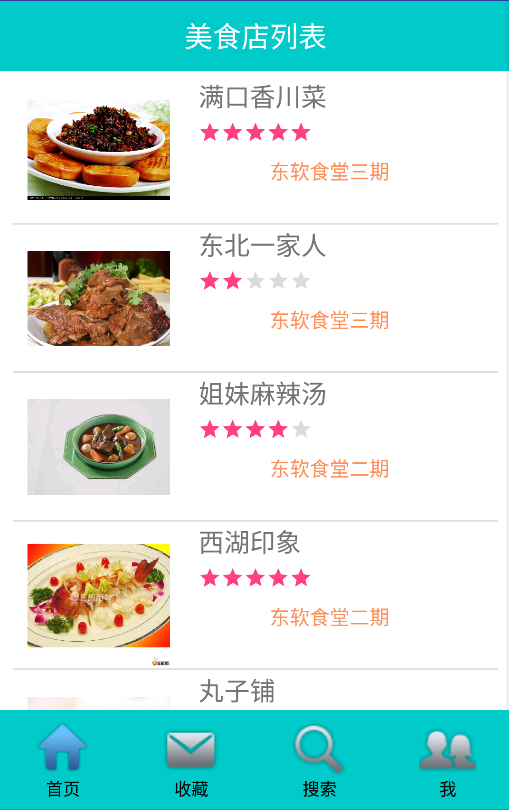 美食店列表
满口香川菜
东软食堂三期
东北一家人
东软食堂三期
姐妹麻辣汤
东软食堂二期
西湖印象
东软食堂二期
丸子铺
首页
收藏
搜索
我